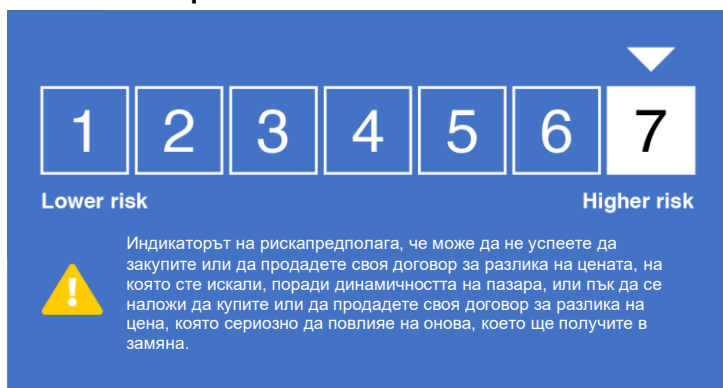 1 2 3 4 5 6 7
Lower risk Higher risk
Индикаторът на рискапредполага, че може да не успеете да
закупите или да продадете своя договор за разлика на цената, на
която сте искали, поради динамичността на пазара, или пък да се
наложи да купите или да продадете своя договор за разлика на
цена, която сериозно да повлияе на онова, което ще получите в
замяна.